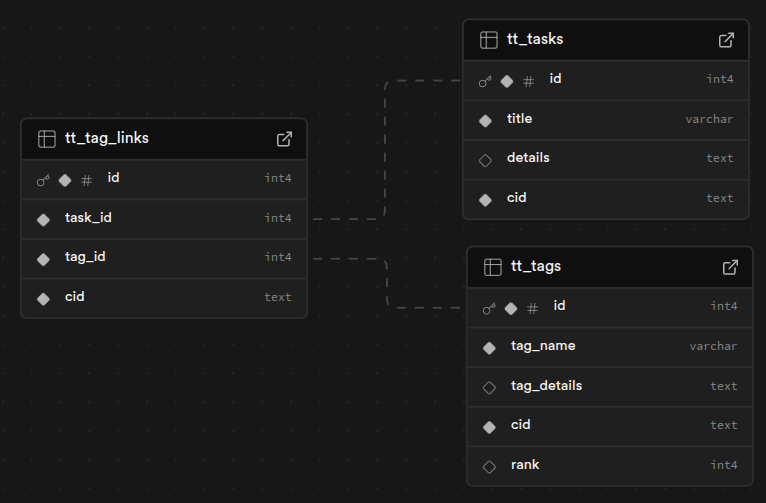 tt_tag_links
id int4
task_id int4
tag_id int4
cid text
tt_tasks
id int4
title varchar
details text
cid text
tt_tags
id int4
tag_name varchar
tag_details text
cid text
rank int4